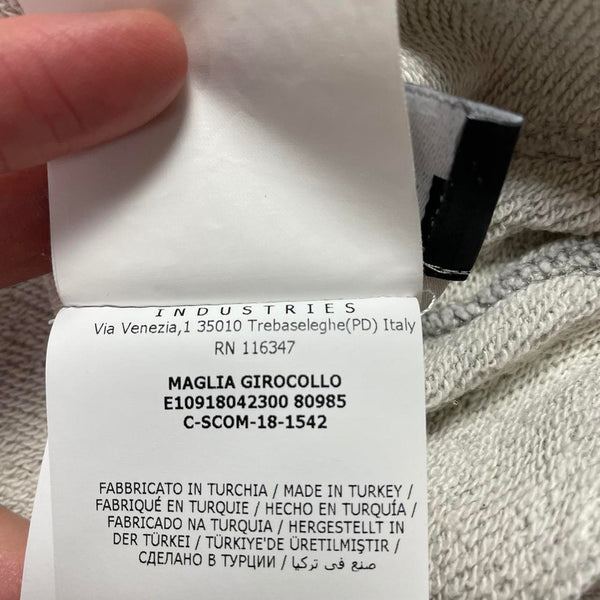 INDUSTRIES
Via Venezia,1 35010 Trebaseleghe(PD) Italy
RN 116347
MAGLIA GIROCOLLO
E10918042300 80985
C-SCOM-18-1542
FABBRICATO IN TURCHIA / MADE IN TURKEY /
FABRIQUÉ EN TURQUIE / HECHO EN TURQUÍA /
FABRICADO NA TURQUIA / HERGESTELLT IN
DER TÜRKEI / TÜRKIYE'DE ÜRETILMIŞTIR /
СДЕЛАНО В ТУРЦИИ / صنع في تركيا